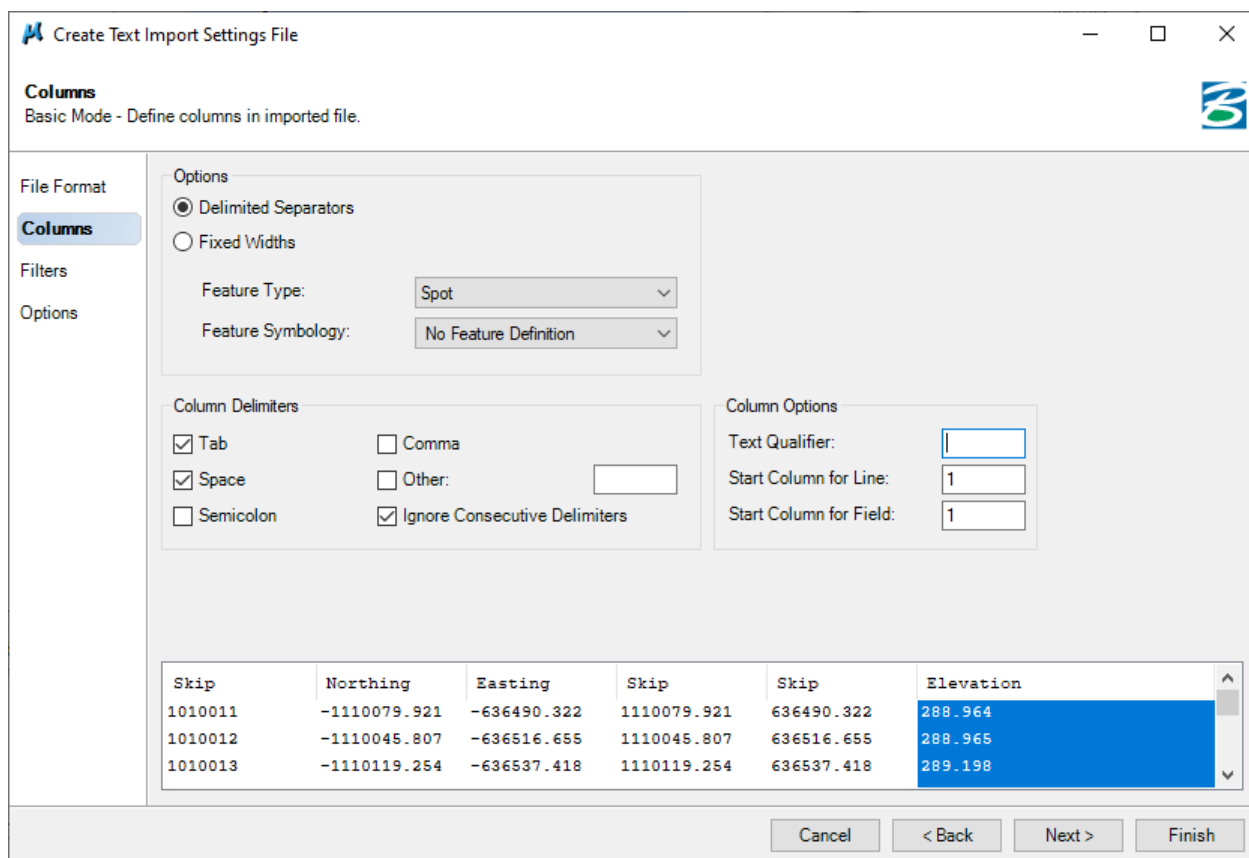 Create Text Import Settings File
Columns
Basic Mode - Define columns in imported file.
File Format
Columns
Filters
Options
Options
Delimited Separators
Fixed Widths
Feature Type: Spot
Feature Symbology: No Feature Definition
Column Delimiters
Tab Comma
Space Other:
Semicolon Ignore Consecutive Delimiters
Column Options
Text Qualifier:
Start Column for Line: 1
Start Column for Field: 1
Skip Northing Easting Skip Skip Elevation
1010011 -1110079.921 -636490.322 1110079.921 636490.322 288.964
1010012 -1110045.807 -636516.655 1110045.807 636516.655 288.965
1010013 -1110119.254 -636537.418 1110119.254 636537.418 289.198
Cancel < Back Next > Finish